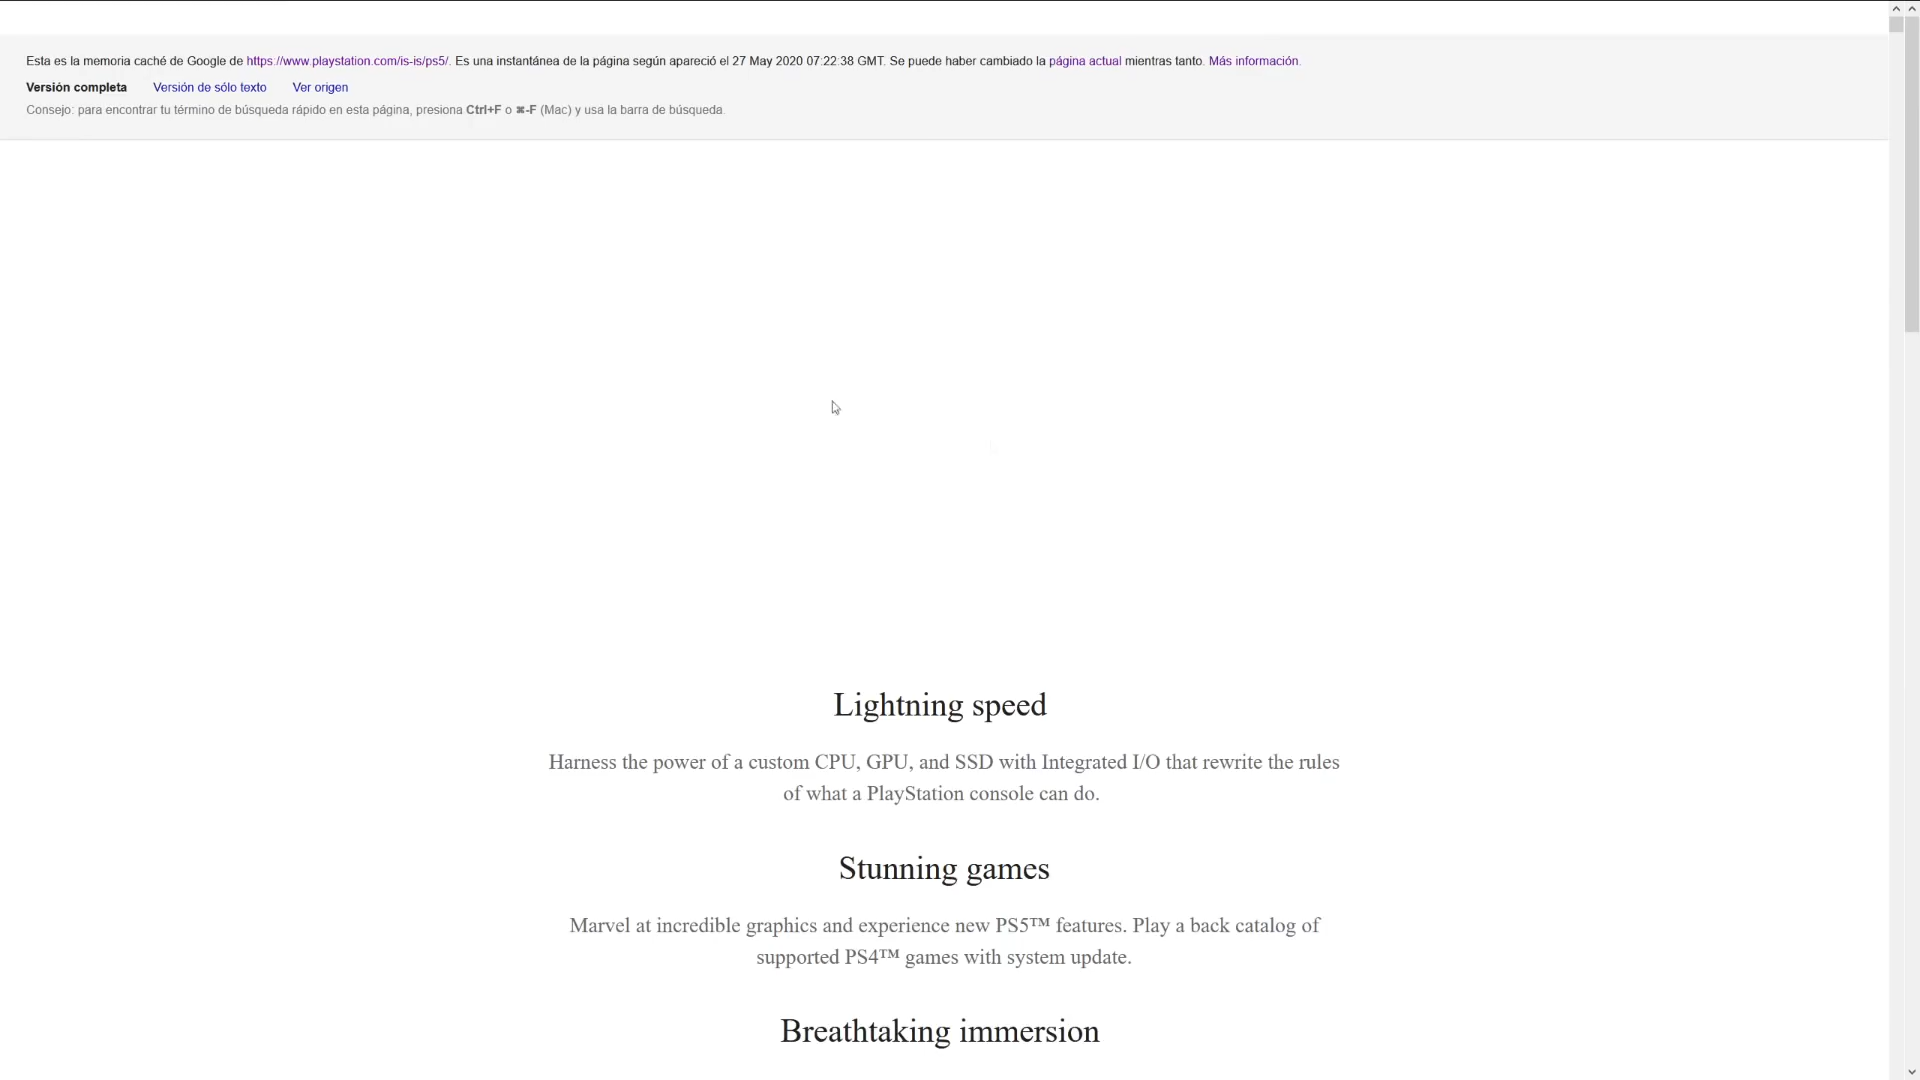 Esta es la memoria caché de Google de https://www.playstation.com/is-is/ps5/. Es una instantánea de la página según apareció el 27 May 2020 07:22:38 GMT. Se puede haber cambiado la página actual mientras tanto. Más información.
Versión completa Versión de sólo texto Ver origen
Consejo: para encontrar tu término de búsqueda rápido en esta página, presiona Ctrl+F o ⌘-F (Mac) y usa la barra de búsqueda.
Lightning speed
Harness the power of a custom CPU, GPU, and SSD with Integrated I/O that rewrite the rules
of what a PlayStation console can do.
Stunning games
Marvel at incredible graphics and experience new PS5™ features. Play a back catalog of
supported PS4™ games with system update.
Breathtaking immersion